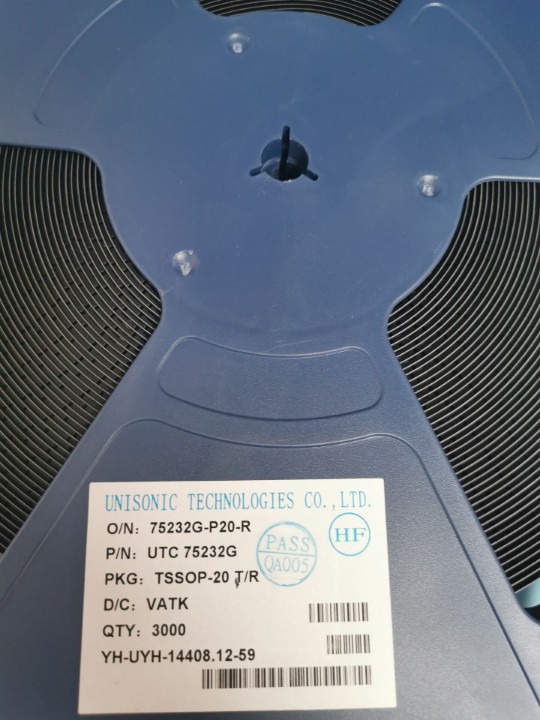 UNISONIC TECHNOLOGIES CO.,LTD.
O/N: 75232G-P20-R
P/N: UTC 75232G
PKG: TSSOP-20 T/R
D/C: VATK
QTY: 3000
YH-UYH-14408.12-59
HF
PASS
QA005